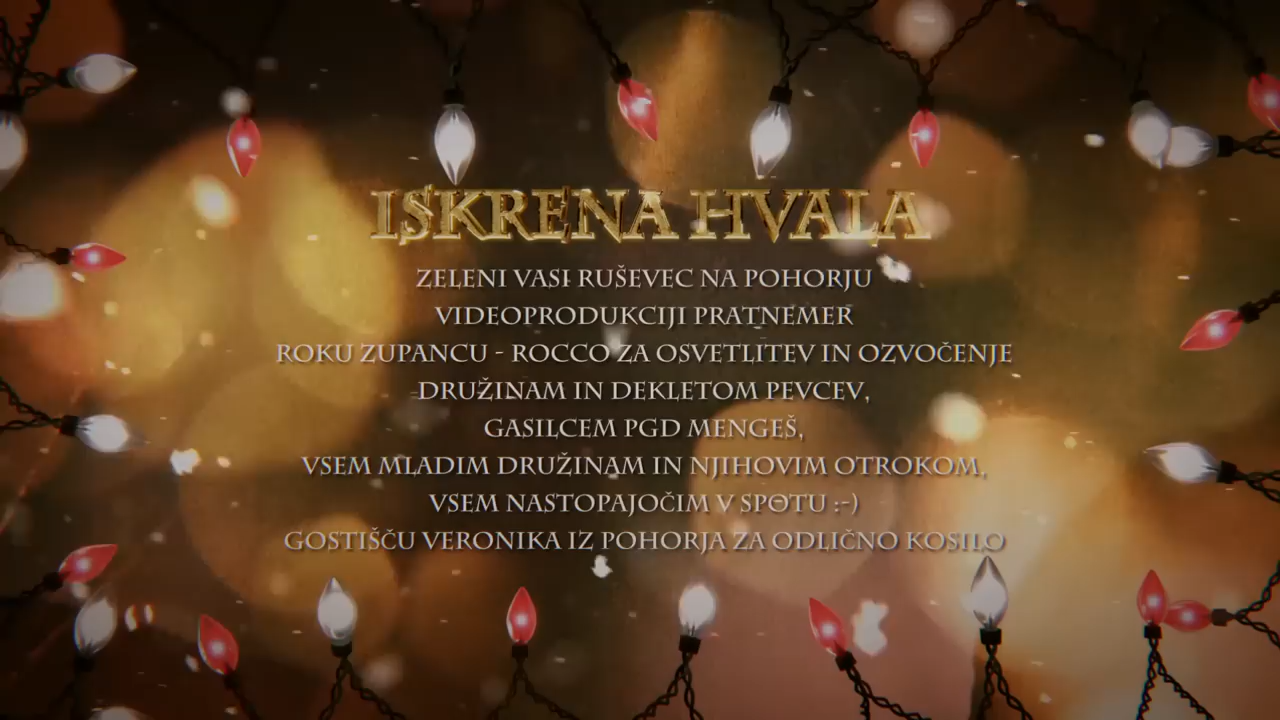 ISKRENA HVALA
ZELENI VASI RUŠEVEC NA POHORJU
VIDEOPRODUKCIJI PRATNEMER
ROKU ZUPANCU - ROCCO ZA OSVETLITEV IN OZVOČENJE
DRUŽINAM IN DEKLETOM PEVCEV,
GASILCEM PGD MENGEŠ,
VSEM MLADIM DRUŽINAM IN NJIHOVIM OTROKOM,
VSEM NASTOPAJOČIM V SPOTU :-)
GOSTIŠČU VERONIKA IZ POHORJA ZA ODLIČNO KOSILO